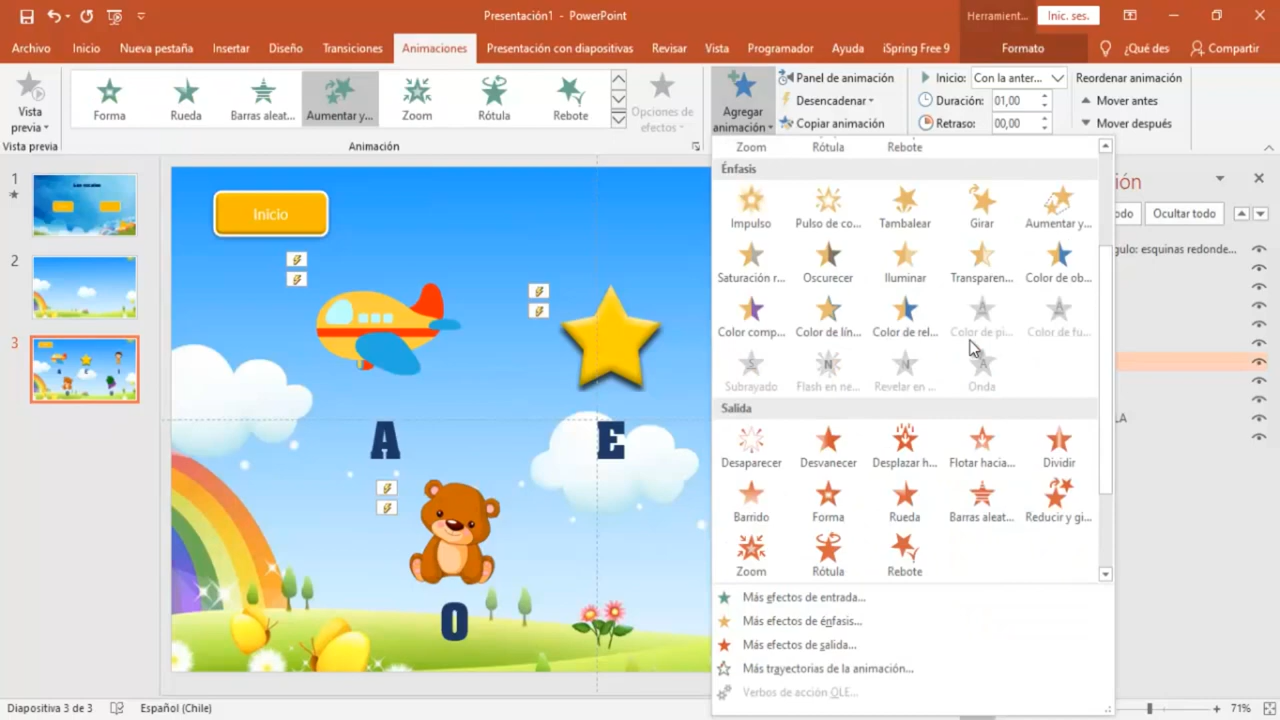 Presentación1 - PowerPoint
Herramient...
Inic. ses.
Archivo Inicio Nueva pestaña Insertar Diseño Transiciones Animaciones Presentación con diapositivas Revisar Vista Programador Ayuda iSpring Free 9 Formato ¿Qué des Compartir
Vista previa
Forma Rueda Barras aleat... Aumentar y... Zoom Rótula Rebote
Opciones de efectos
Agregar animación
Panel de animación
Desencadenar
Copiar animación
Inicio: Con la anter...
Duración: 01,00
Retraso: 00,00
Reordenar animación
Mover antes
Mover después
Vista previa
Animación
Zoom Rótula Rebote
Énfasis
Impulso Pulso de co... Tambalear Girar Aumentar y...
Saturación r... Oscurecer Iluminar Transparen... Color de ob...
Color comp... Color de lín... Color de rel... Color de pi... Color de fu...
Subrayado Flash en ne... Revelar en ... Onda
Salida
Desaparecer Desvanecer Desplazar h... Flotar hacia... Dividir
Barrido Forma Rueda Barras aleat... Reducir y gi...
Zoom Rótula Rebote
Más efectos de entrada...
Más efectos de énfasis...
Más efectos de salida...
Más trayectorias de la animación...
Verbos de acción OLE...
ión
odo
Ocultar todo
gulo: esquinas redonde...
LA
2
3
Inicio
A
E
O
Diapositiva 3 de 3
Español (Chile)
71%